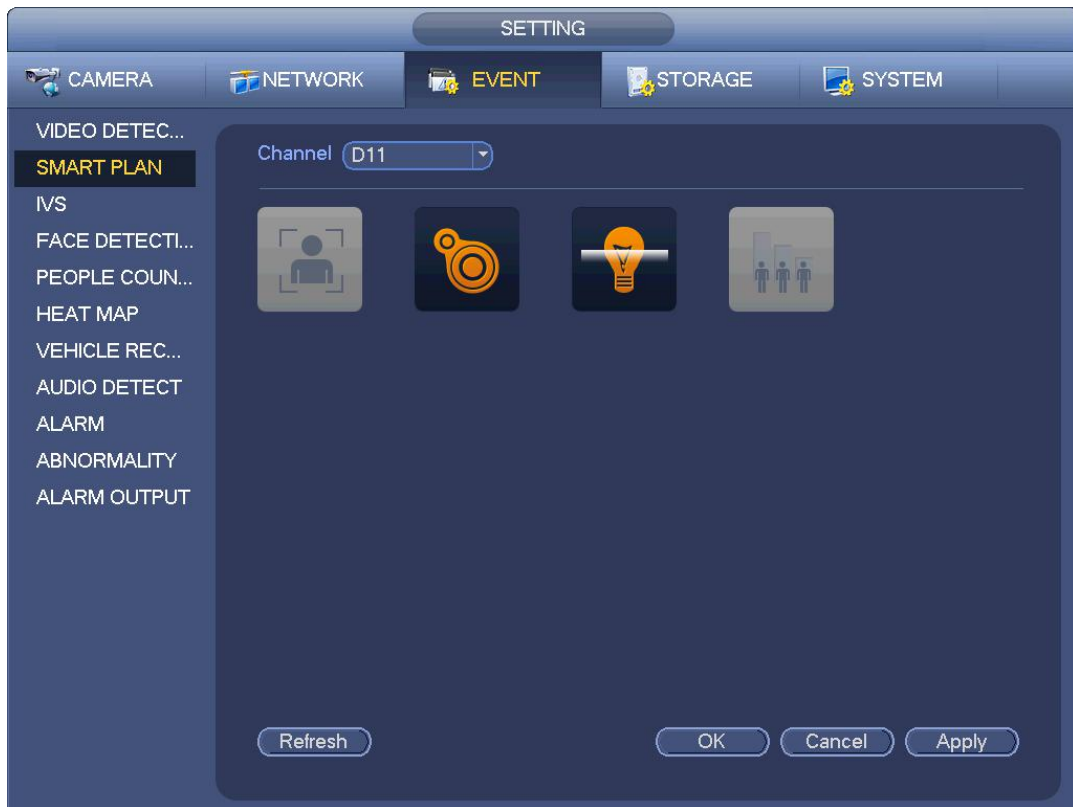 SETTING
CAMERA NETWORK EVENT STORAGE SYSTEM
VIDEO DETEC...
SMART PLAN
IVS
FACE DETECTI...
PEOPLE COUN...
HEAT MAP
VEHICLE REC...
AUDIO DETECT
ALARM
ABNORMALITY
ALARM OUTPUT
Channel D11
Refresh OK Cancel Apply